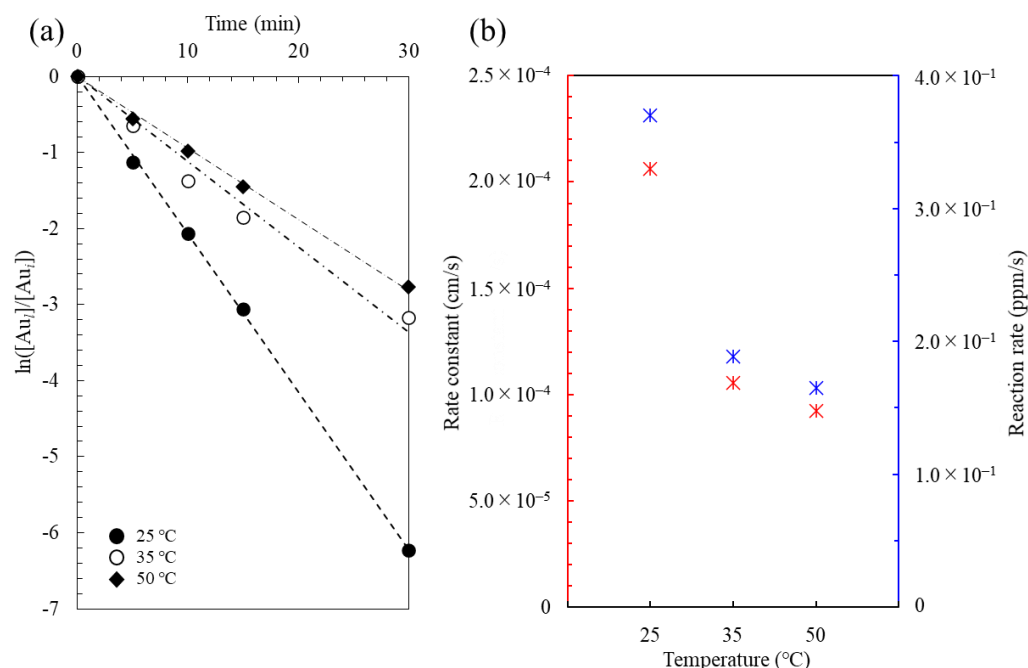 (a)
Time (min)
0 10 20 30
0
-1
-2
-3
-4
-5
-6
-7
ln([Auₜ]/[Auᵢ])
25 °C
35 °C
50 °C
(b)
2.5 × 10⁻⁴
2.0 × 10⁻⁴
1.5 × 10⁻⁴
1.0 × 10⁻⁴
5.0 × 10⁻⁵
0
Rate constant (cm/s)
4.0 × 10⁻¹
3.0 × 10⁻¹
2.0 × 10⁻¹
1.0 × 10⁻¹
0
Reaction rate (ppm/s)
25 35 50
Temperature (°C)